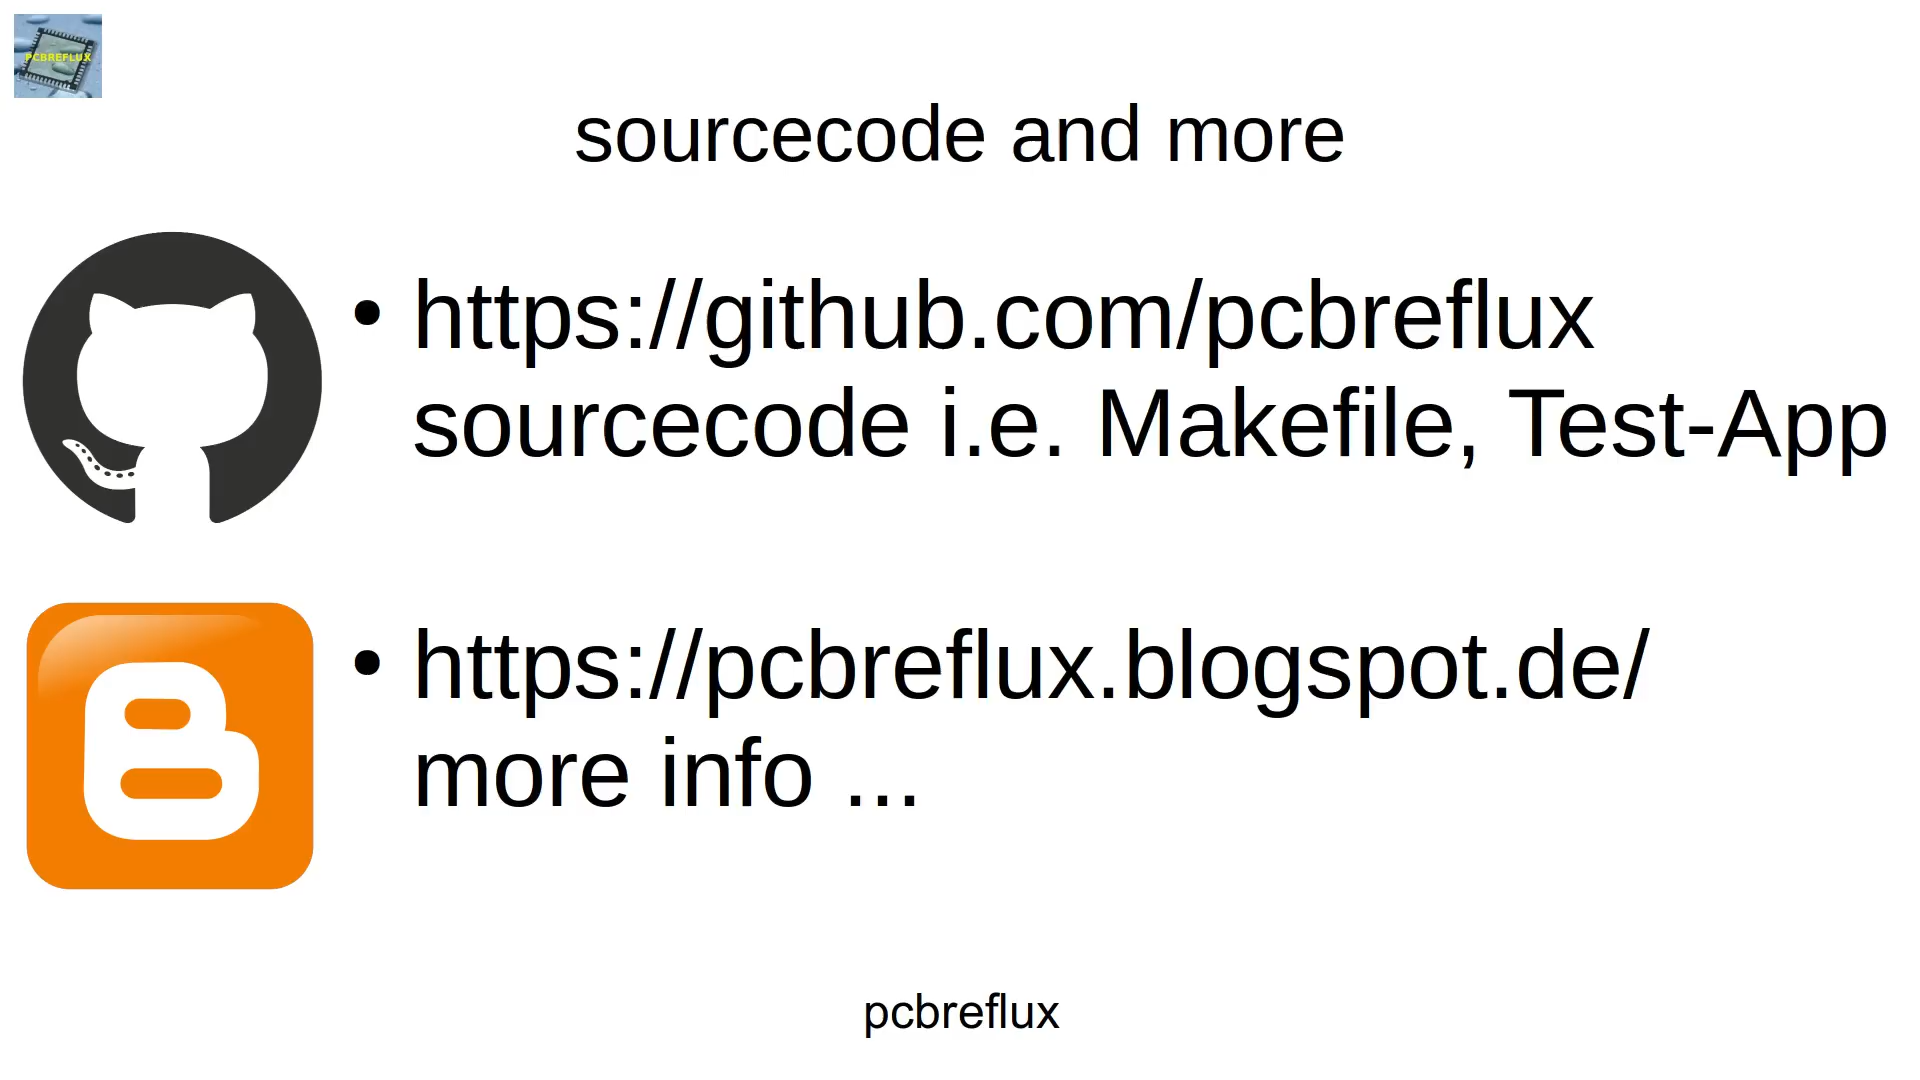 PCBREFLUX
sourcecode and more
• https://github.com/pcbreflux
sourcecode i.e. Makefile, Test-App
• https://pcbreflux.blogspot.de/
more info ...
pcbreflux